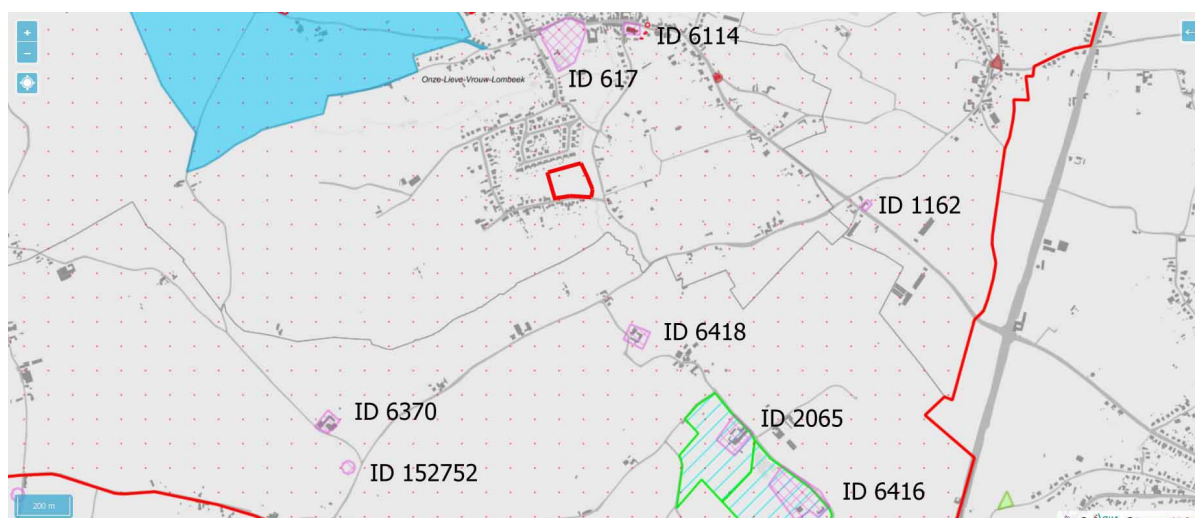 +
ID 6114
−
ID 617
Onze-Lieve-Vrouw-Lombeek
ID 1162
ID 6418
ID 6370
ID 2065
ID 152752
ID 6416
200 m